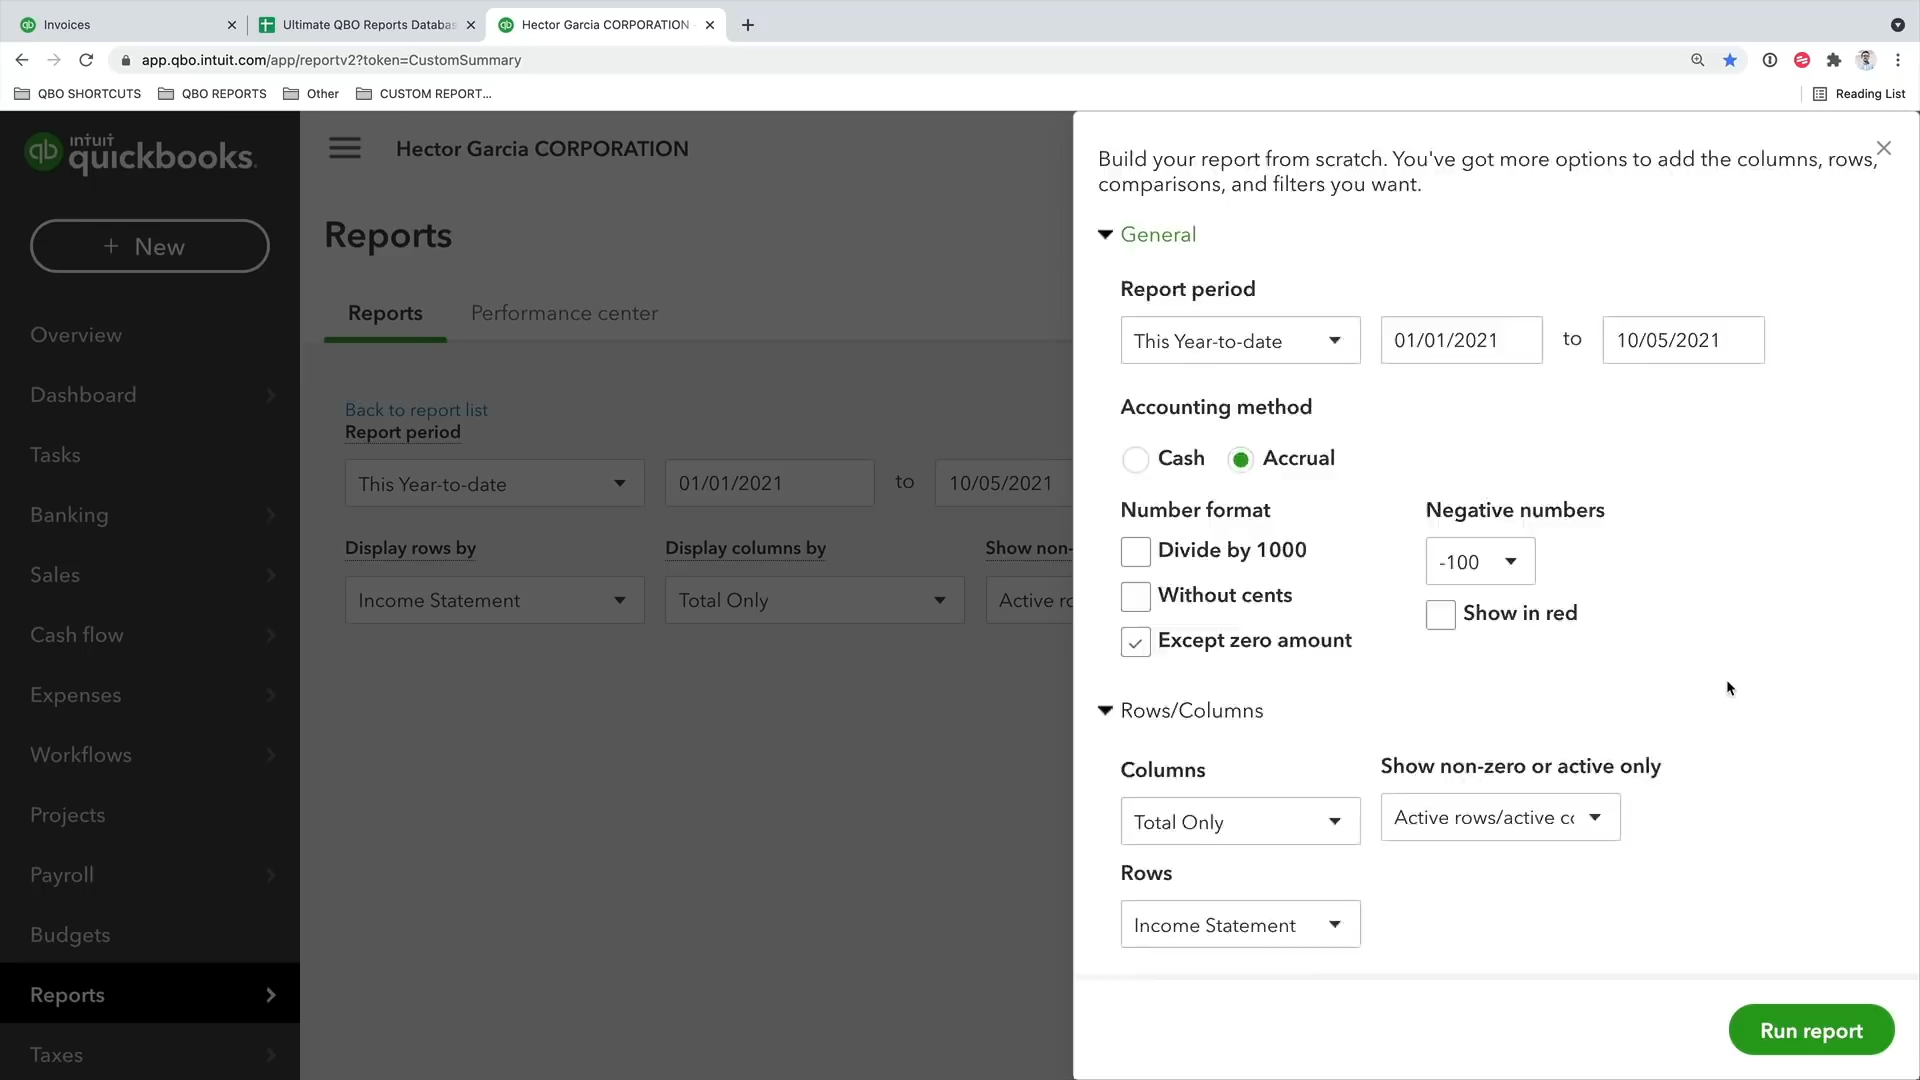 Invoices
Ultimate QBO Reports Databas
Hector Garcia CORPORATION
app.qbo.intuit.com/app/reportv2?token=CustomSummary
QBO SHORTCUTS
QBO REPORTS
Other
CUSTOM REPORT...
Reading List
intuit
quickbooks.
+ New
Overview
Dashboard
Tasks
Banking
Sales
Cash flow
Expenses
Workflows
Projects
Payroll
Budgets
Reports
Taxes
Hector Garcia CORPORATION
Reports
Reports
Performance center
Back to report list
Report period
This Year-to-date
01/01/2021
to
10/05/2021
Display rows by
Display columns by
Show non-
Income Statement
Total Only
Active ro
Build your report from scratch. You've got more options to add the columns, rows,
comparisons, and filters you want.
General
Report period
This Year-to-date
01/01/2021
to
10/05/2021
Accounting method
Cash
Accrual
Number format
Negative numbers
Divide by 1000
-100
Without cents
Show in red
Except zero amount
Rows/Columns
Columns
Show non-zero or active only
Total Only
Active rows/active co
Rows
Income Statement
Run report